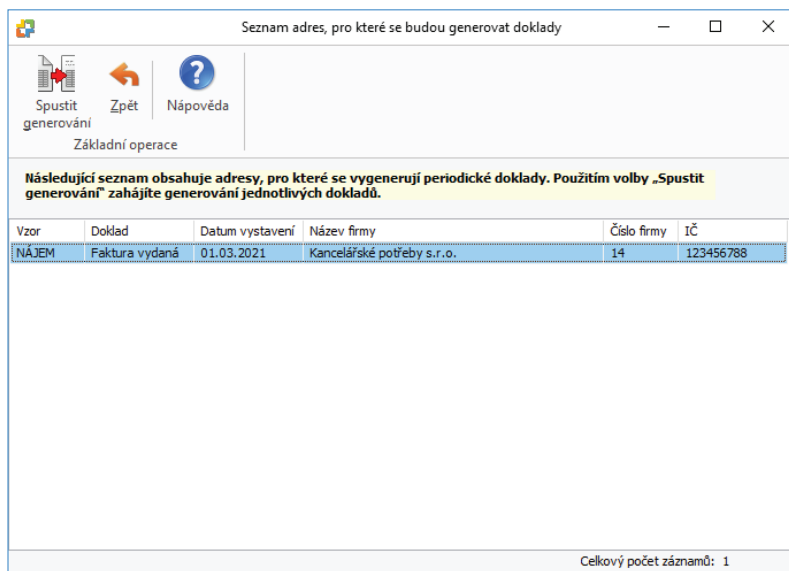 Seznam adres, pro které se budou generovat doklady
Spustit generování
Zpět
Nápověda
Základní operace
Následující seznam obsahuje adresy, pro které se vygenerují periodické doklady. Použitím volby „Spustit
generování" zahájíte generování jednotlivých dokladů.
Vzor Doklad Datum vystavení Název firmy Číslo firmy IČ
NÁJEM Faktura vydaná 01.03.2021 Kancelářské potřeby s.r.o. 14 123456788
Celkový počet záznamů: 1